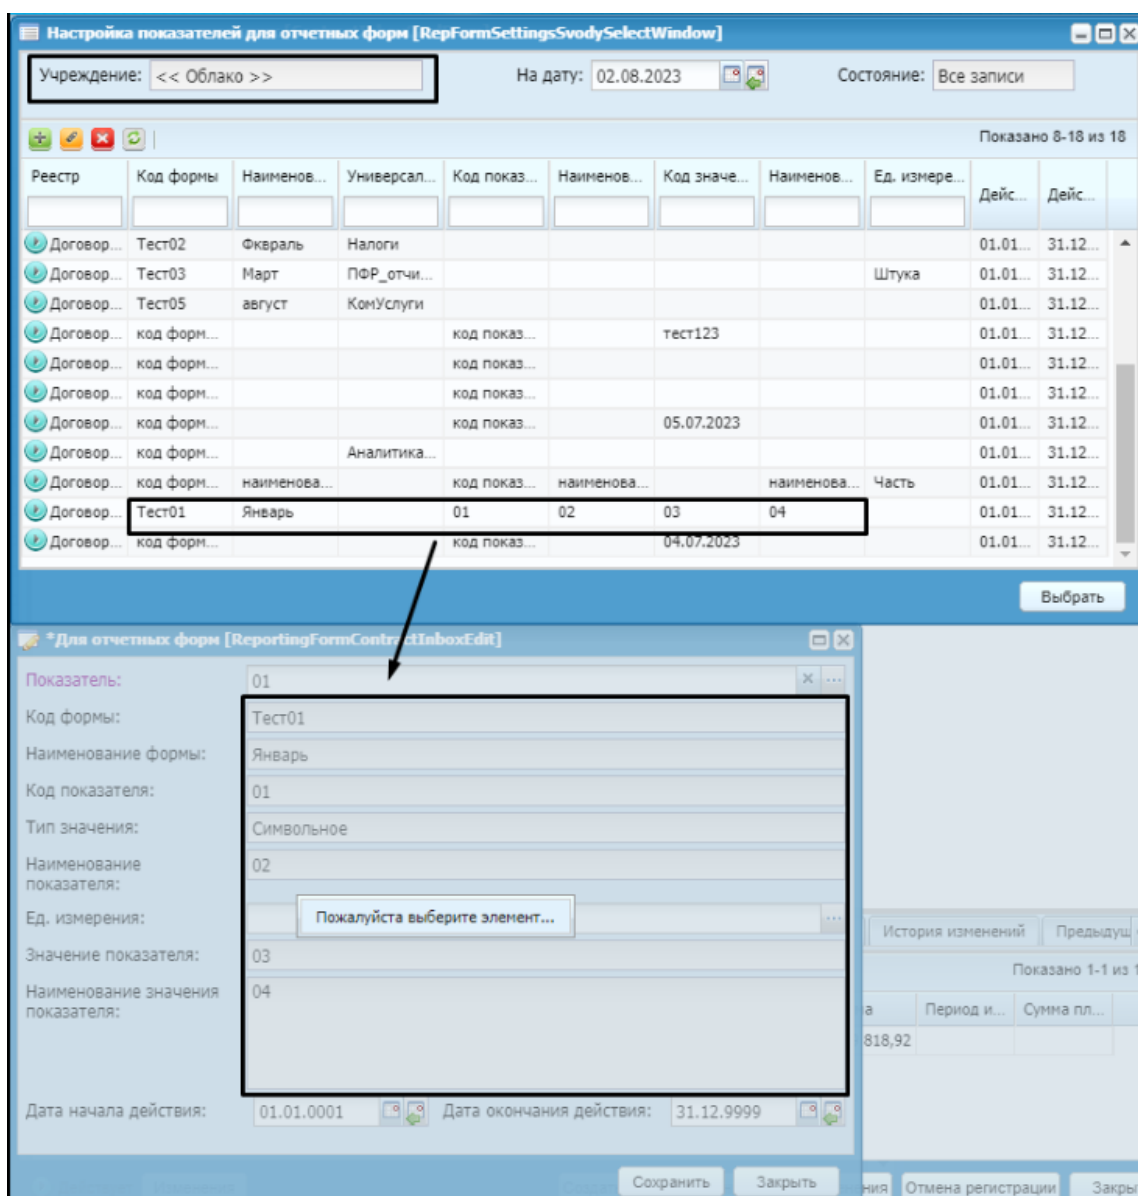 Настройка показателей для отчетных форм [RepFormSettingsSvodySelectWindow]
Учреждение: << Облако >> На дату: 02.08.2023 Состояние: Все записи
Показано 8-18 из 18
Реестр Код формы Наименов... Универсал... Код показ... Наименов... Код значе... Наименов... Ед. измере... Дейс... Дейс...
Договор... Тест02 Фквраль Налоги 01.01... 31.12...
Договор... Тест03 Март ПФР_отчи... Штука 01.01... 31.12...
Договор... Тест05 август КомУслуги 01.01... 31.12...
Договор... код форм... код показ... тест123 01.01... 31.12...
Договор... код форм... код показ... 01.01... 31.12...
Договор... код форм... код показ... 01.01... 31.12...
Договор... код форм... код показ... 05.07.2023 01.01... 31.12...
Договор... код форм... Аналитика... 01.01... 31.12...
Договор... код форм... наименова... код показ... наименова... наименова... Часть 01.01... 31.12...
Договор... Тест01 Январь 01 02 03 04 01.01... 31.12...
Договор... код форм... код показ... 04.07.2023 01.01... 31.12...
Выбрать
*Для отчетных форм [ReportingFormContractInboxEdit]
Показатель: 01
Код формы: Тест01
Наименование формы: Январь
Код показателя: 01
Тип значения: Символьное
Наименование показателя: 02
Ед. измерения: Пожалуйста выберите элемент...
История изменений Предыдущ
Значение показателя: 03
Показано 1-1 из 1
Наименование значения показателя: 04
а Период и... Сумма пл...
818,92
Дата начала действия: 01.01.0001 Дата окончания действия: 31.12.9999
Сохранить Закрыть
ния Отмена регистрации Закры